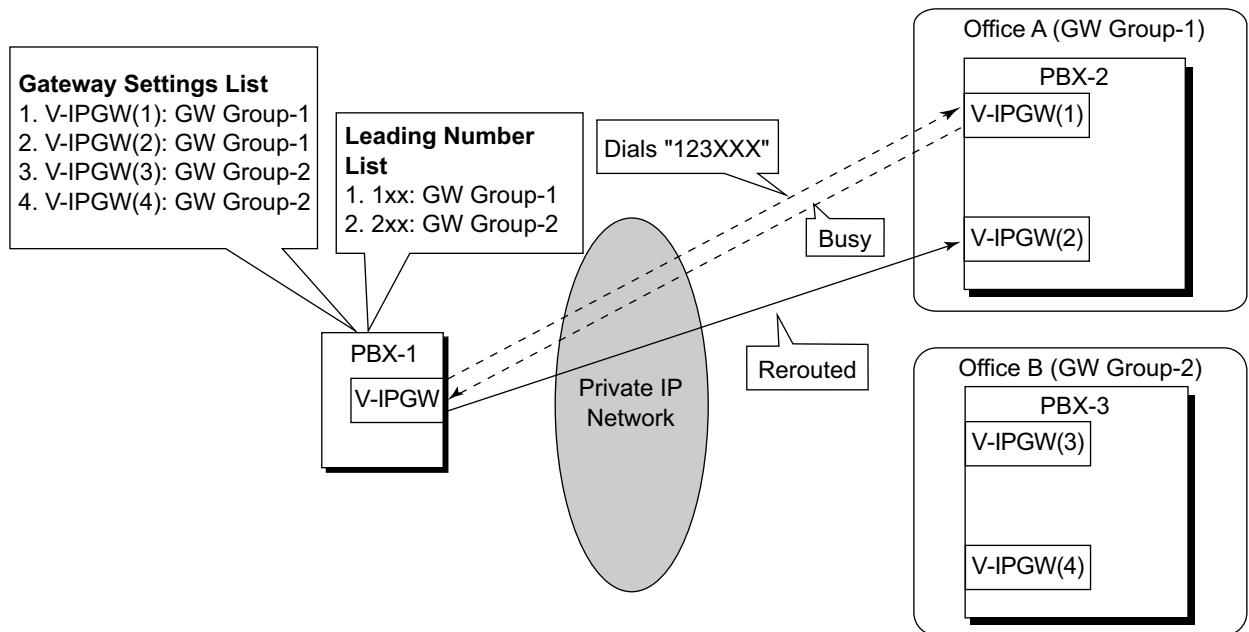 Gateway Settings List
1. V-IPGW(1): GW Group-1
2. V-IPGW(2): GW Group-1
3. V-IPGW(3): GW Group-2
4. V-IPGW(4): GW Group-2
Leading Number
List
1. 1xx: GW Group-1
2. 2xx: GW Group-2
PBX-1
V-IPGW
Private IP
Network
Dials "123XXX"
Busy
Rerouted
Office A (GW Group-1)
PBX-2
V-IPGW(1)
V-IPGW(2)
Office B (GW Group-2)
PBX-3
V-IPGW(3)
V-IPGW(4)